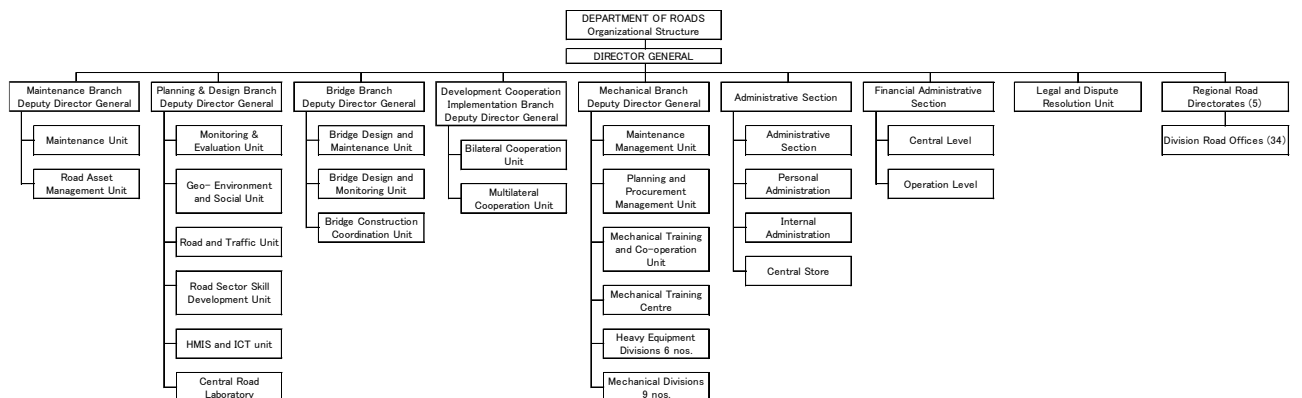 DEPARTMENT OF ROADS
Organizational Structure
DIRECTOR GENERAL
Maintenance Branch
Deputy Director General
Maintenance Unit
Road Asset
Management Unit
Planning & Design Branch
Deputy Director General
Monitoring &
Evaluation Unit
Geo- Environment
and Social Unit
Road and Traffic Unit
Road Sector Skill
Development Unit
HMIS and ICT unit
Central Road
Laboratory
Bridge Branch
Deputy Director General
Bridge Design and
Maintenance Unit
Bridge Design and
Monitoring Unit
Bridge Construction
Coordination Unit
Development Cooperation
Implementation Branch
Deputy Director General
Bilateral Cooperation
Unit
Multilateral
Cooperation Unit
Mechanical Branch
Deputy Director General
Maintenance
Management Unit
Planning and
Procurement
Management Unit
Mechanical Training
and Co-operation
Unit
Mechanical Training
Centre
Heavy Equipment
Divisions 6 nos.
Mechanical Divisions
9 nos.
Administrative Section
Administrative
Section
Personal
Administration
Internal
Administration
Central Store
Financial Administrative
Section
Central Level
Operation Level
Legal and Dispute
Resolution Unit
Regional Road
Directorates (5)
Division Road Offices (34)